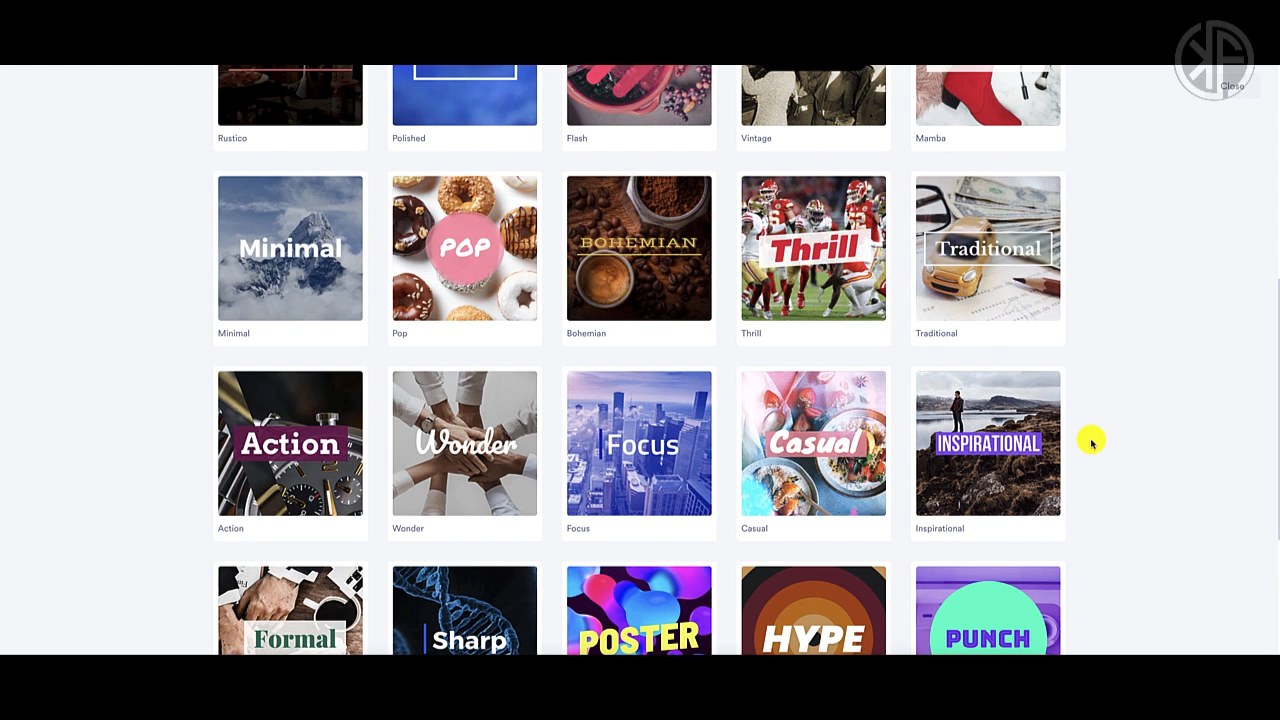 Close
Rustico
Polished
Flash
Vintage
Mamba
Minimal
POP
BOHEMIAN
Thrill
Traditional
Minimal
Pop
Bohemian
Thrill
Traditional
Action
Wonder
Focus
Casual
INSPIRATIONAL
Action
Wonder
Focus
Casual
Inspirational
Formal
Sharp
POSTER
HYPE
PUNCH